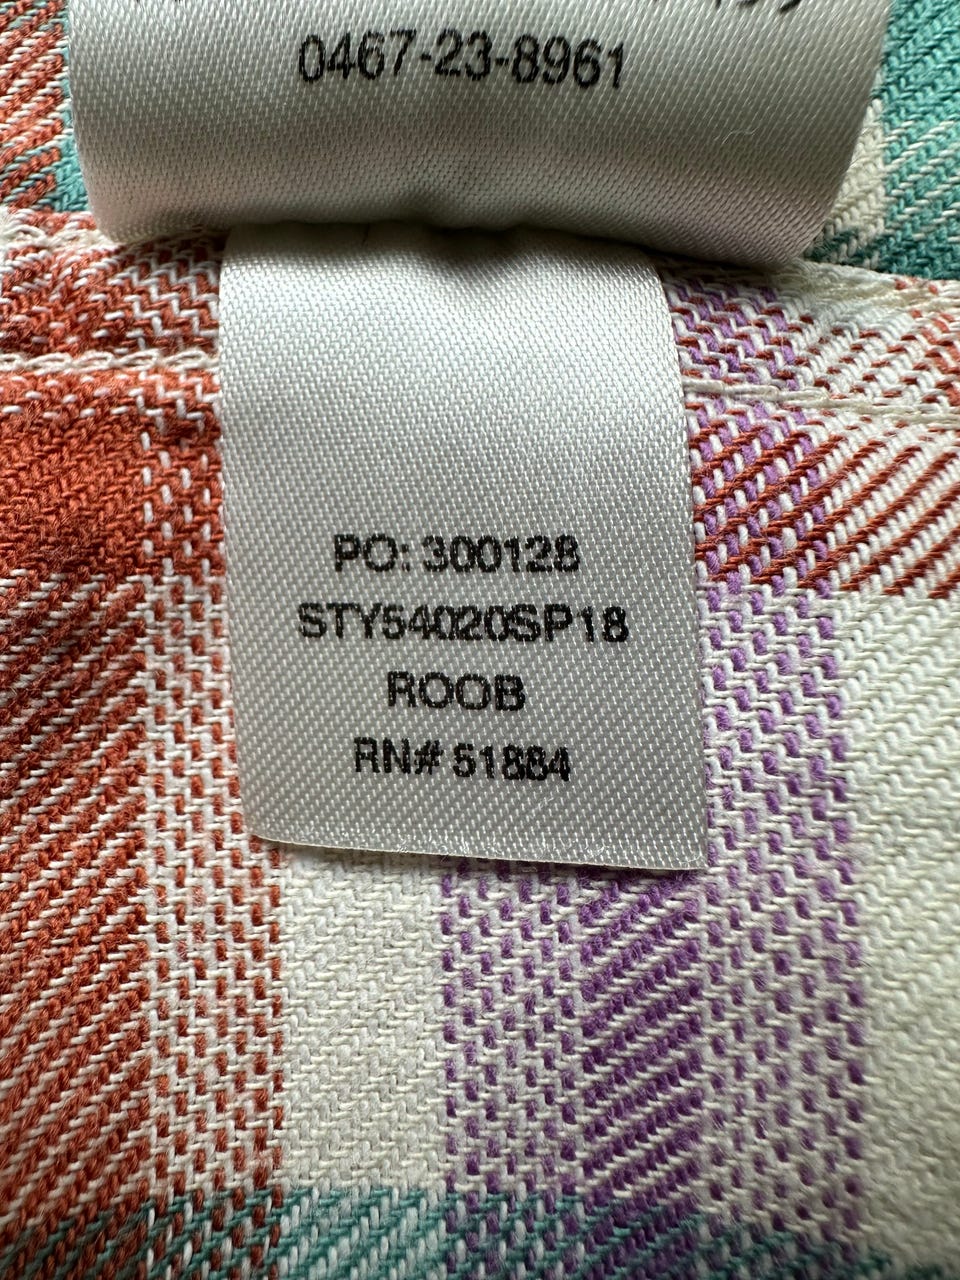 0467-23-8961
PO: 300128
STY54020SP18
ROOB
RN# 51884